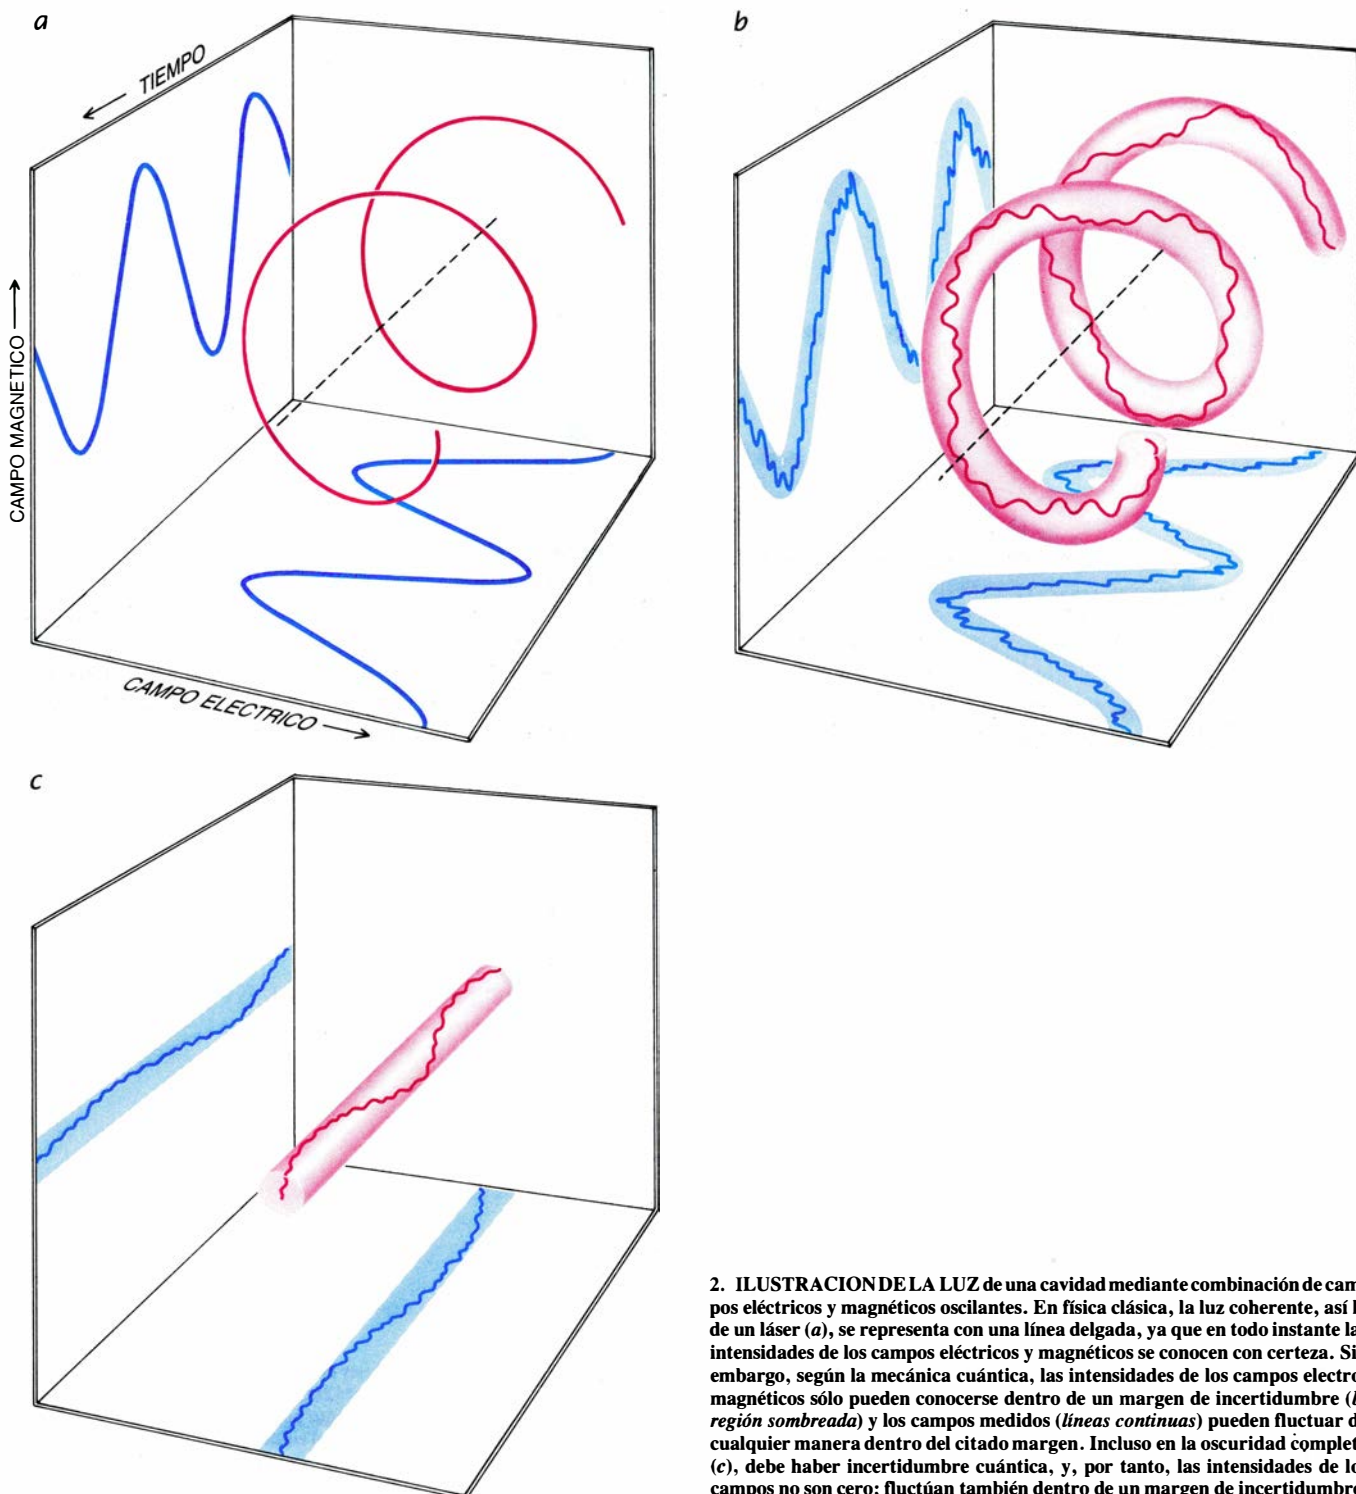 a
b
← TIEMPO
CAMPO MAGNETICO →
CAMPO ELECTRICO →
c
2. ILUSTRACION DE LA LUZ de una cavidad mediante combinación de cam
pos eléctricos y magnéticos oscilantes. En física clásica, la luz coherente, así l
de un láser (a), se representa con una línea delgada, ya que en todo instante la
intensidades de los campos eléctricos y magnéticos se conocen con certeza. Si
embargo, según la mecánica cuántica, las intensidades de los campos electro
magnéticos sólo pueden conocerse dentro de un margen de incertidumbre (b
región sombreada) y los campos medidos (líneas continuas) pueden fluctuar d
cualquier manera dentro del citado margen. Incluso en la oscuridad complet
(c), debe haber incertidumbre cuántica, y, por tanto, las intensidades de lo
campos no son cero; fluctúan también dentro de un margen de incertidumbre